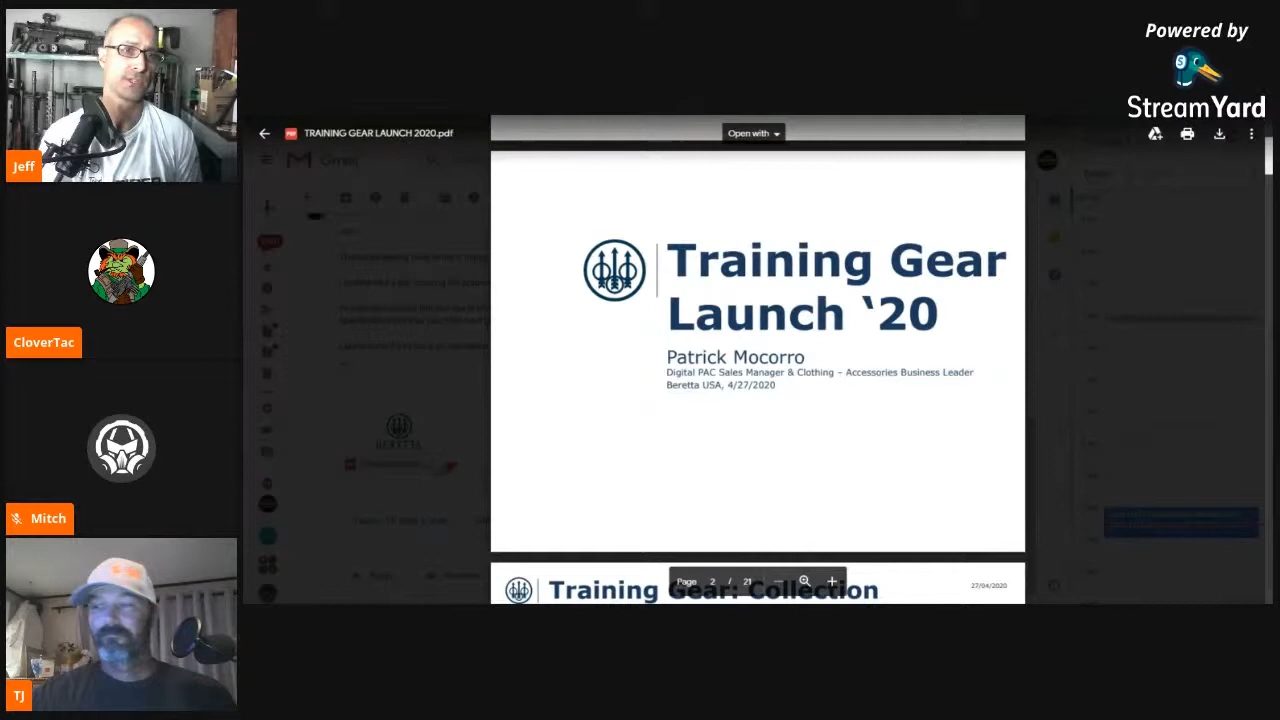 Powered by
StreamYard
Jeff
CloverTac
Mitch
TJ
TRAINING GEAR LAUNCH 2020.pdf
Open with
Gmail
Training Gear
Launch ‘20
Patrick Mocorro
Digital PAC Sales Manager & Clothing – Accessories Business Leader
Beretta USA, 4/27/2020
BERETTA
Page 2 / 21
Training Gear: Collection
27/04/2020